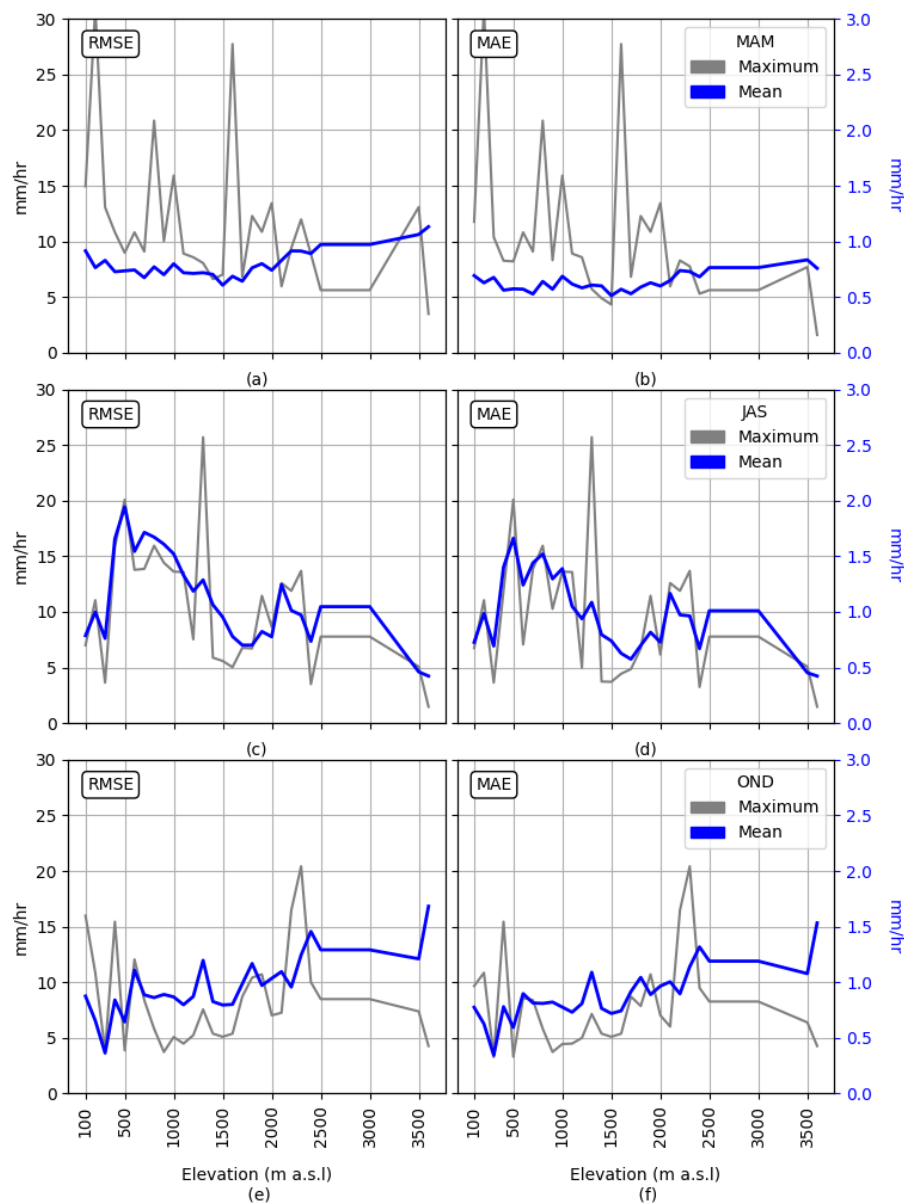 30
25
20
15
10
5
0
mm/hr
RMSE
(a)
MAE
MAM
Maximum
Mean
(b)
3.0
2.5
2.0
1.5
1.0
0.5
0.0
mm/hr
30
25
20
15
10
5
0
mm/hr
RMSE
(c)
MAE
JAS
Maximum
Mean
(d)
3.0
2.5
2.0
1.5
1.0
0.5
0.0
mm/hr
30
25
20
15
10
5
0
mm/hr
RMSE
100
500
1000
1500
2000
2500
3000
3500
Elevation (m a.s.l)
(e)
MAE
OND
Maximum
Mean
3.0
2.5
2.0
1.5
1.0
0.5
0.0
mm/hr
100
500
1000
1500
2000
2500
3000
3500
Elevation (m a.s.l)
(f)